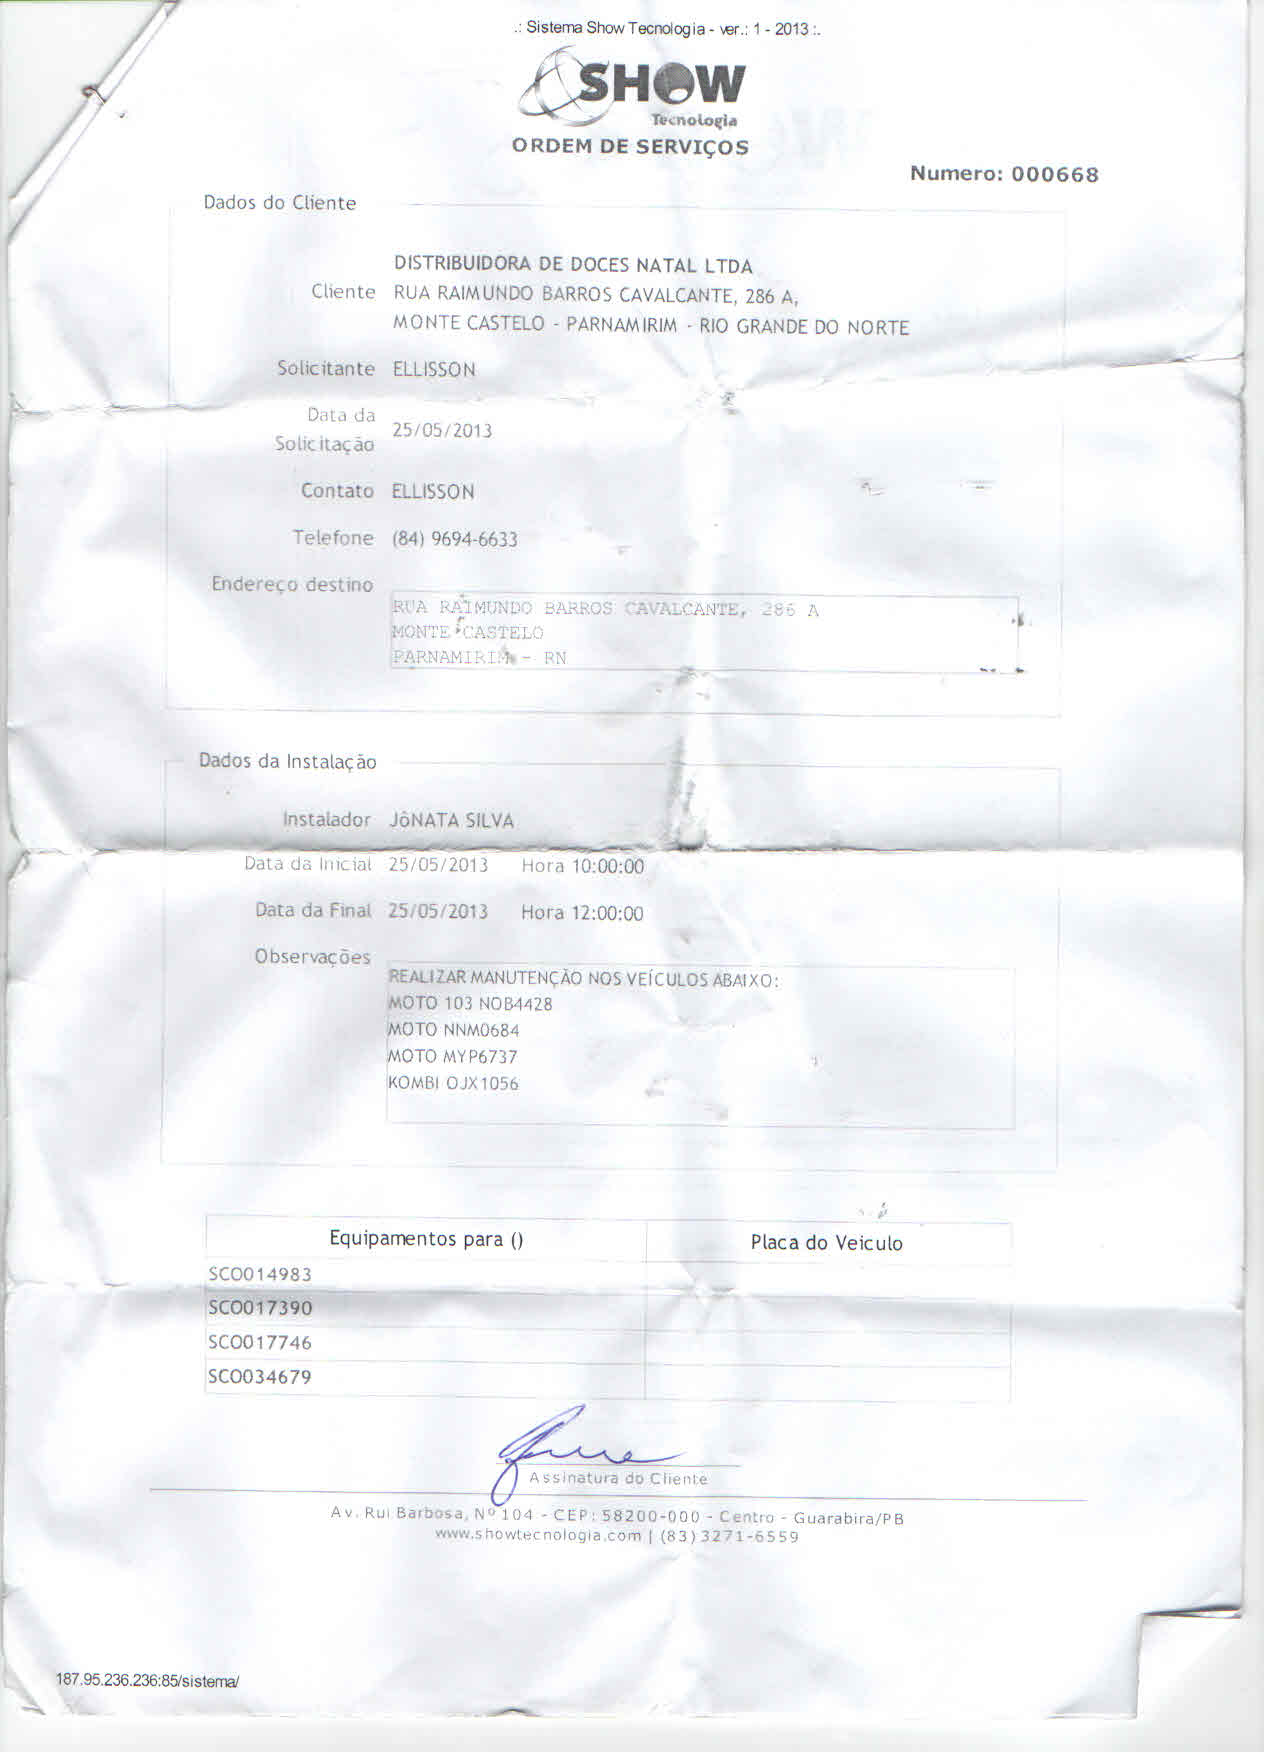 .: Sistema Show Tecnologia - ver.: 1 - 2013 :.
SHOW
Tecnologia
ORDEM DE SERVIÇOS
Numero: 000668
Dados do Cliente
DISTRIBUIDORA DE DOCES NATAL LTDA
Cliente RUA RAIMUNDO BARROS CAVALCANTE, 286 A,
MONTE CASTELO - PARNAMIRIM - RIO GRANDE DO NORTE
Solicitante ELLISSON
Data da
Solicitação 25/05/2013
Contato ELLISSON
Telefone (84) 9694-6633
Endereço destino
RUA RAIMUNDO BARROS CAVALCANTE, 286 A
MONTE CASTELO
PARNAMIRIM - RN
Dados da Instalação
Instalador JôNATA SILVA
Data da Inicial 25/05/2013 Hora 10:00:00
Data da Final 25/05/2013 Hora 12:00:00
Observações
REALIZAR MANUTENÇÃO NOS VEÍCULOS ABAIXO:
MOTO 103 NOB4428
MOTO NNM0684
MOTO MYP6737
KOMBI OJX1056
Equipamentos para () Placa do Veiculo
SCO014983
SCO017390
SCO017746
SCO034679
Assinatura do Cliente
Av. Rui Barbosa, Nº 104 - CEP: 58200-000 - Centro - Guarabira/PB
www.showtecnologia.com | (83) 3271-6559
187.95.236.236:85/sistema/